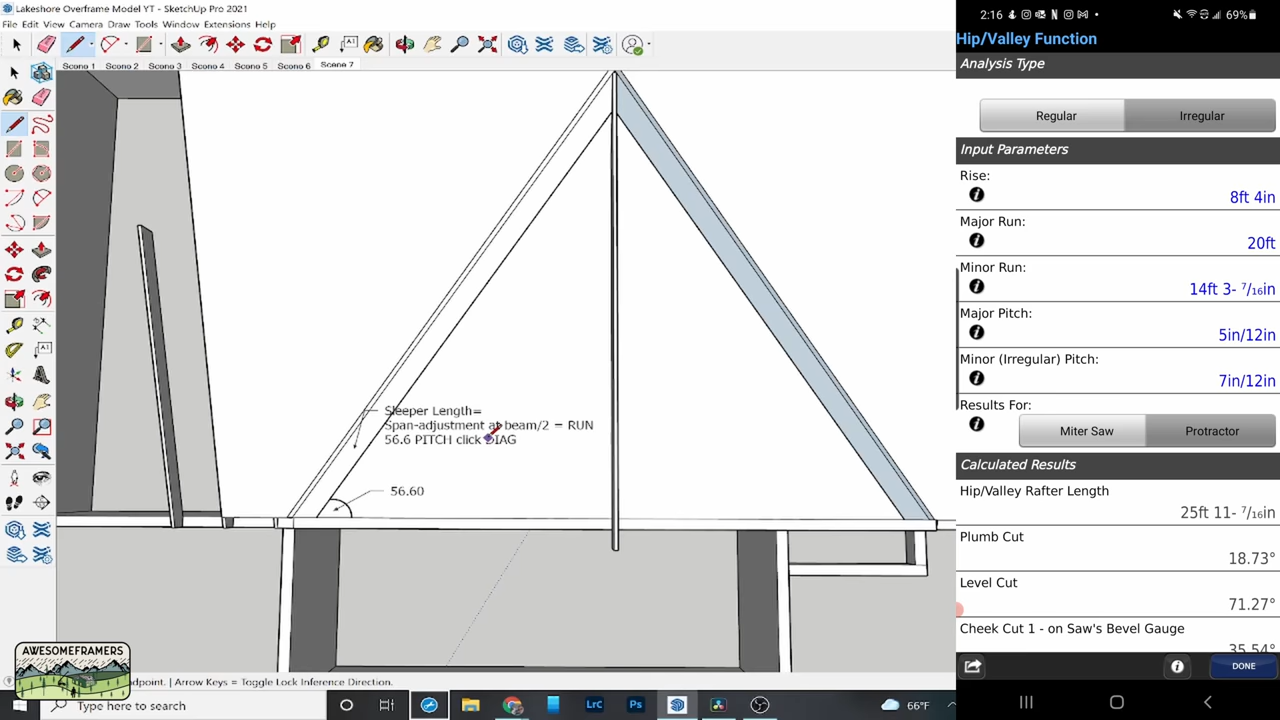 Lakeshore Overframe Model YT - SketchUp Pro 2021
File Edit View Camera Draw Tools Window Extensions Help
Scene 1 Scene 2 Scene 3 Scene 4 Scene 5 Scene 6 Scene 7
Sleeper Length=
Span-adjustment at beam/2 = RUN
56.6 PITCH click DIAG
56.60
AWESOMEFRAMERS
dpoint. | Arrow Keys = Toggle Lock Inference Direction.
Type here to search
LrC
Ps
66°F
2:16
69%
Hip/Valley Function
Analysis Type
Regular Irregular
Input Parameters
Rise:
8ft 4in
Major Run:
20ft
Minor Run:
14ft 3- 7/16in
Major Pitch:
5in/12in
Minor (Irregular) Pitch:
7in/12in
Results For:
Miter Saw Protractor
Calculated Results
Hip/Valley Rafter Length
25ft 11- 7/16in
Plumb Cut
18.73°
Level Cut
71.27°
Cheek Cut 1 - on Saw's Bevel Gauge
35.54°
DONE